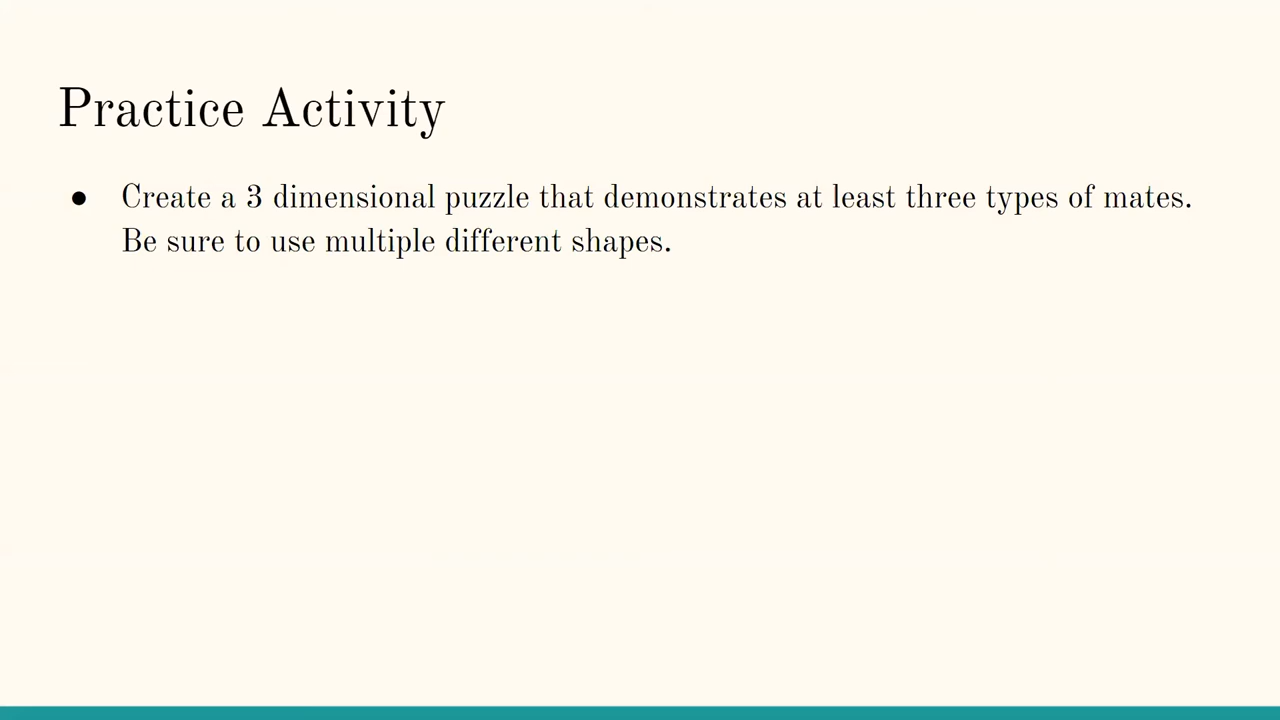 Practice Activity
● Create a 3 dimensional puzzle that demonstrates at least three types of mates.
Be sure to use multiple different shapes.